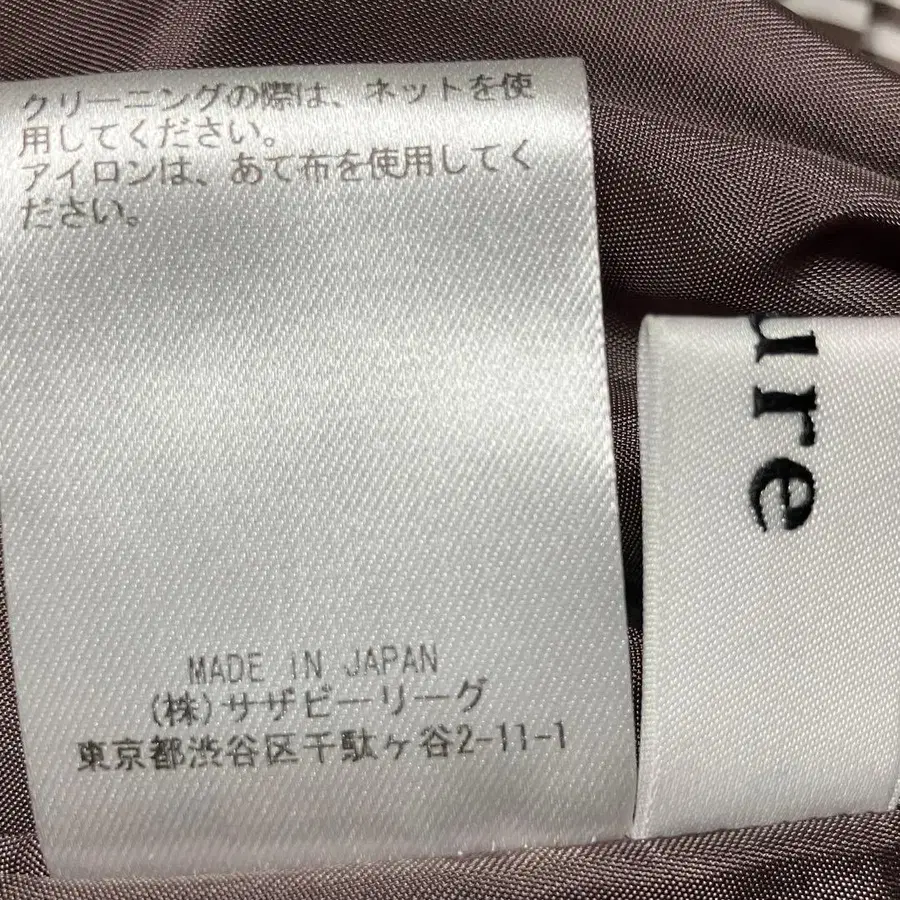 クリーニングの際は、ネットを使
用してください。
アイロンは、あて布を使用してく
ださい。
MADE IN JAPAN
(株)サザビーリーグ
東京都渋谷区千駄ヶ谷2-11-1
ure